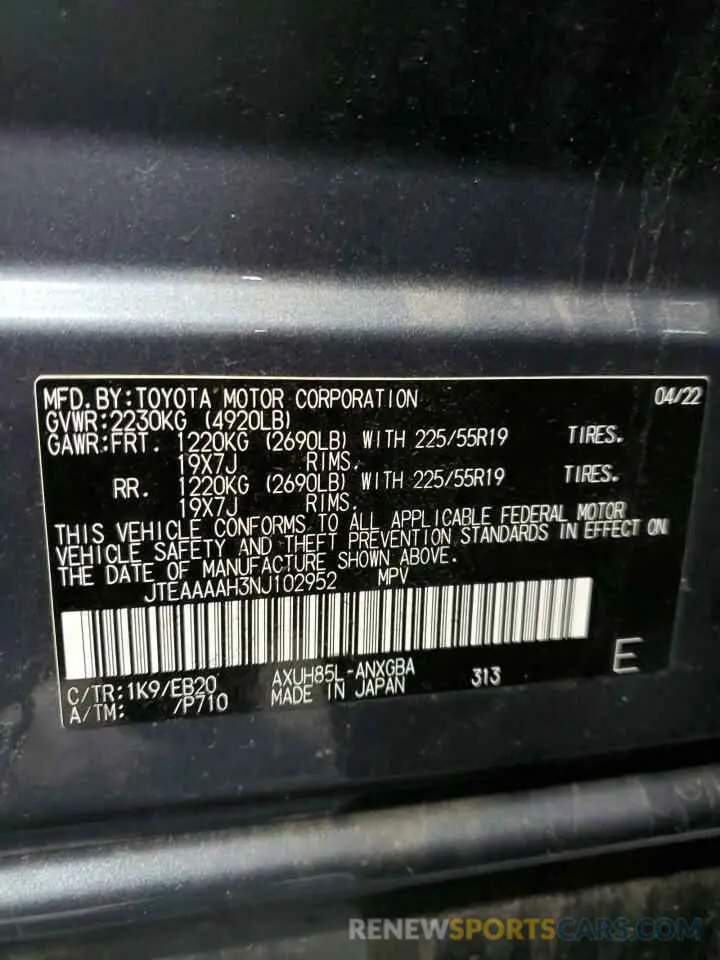 MFD.BY:TOYOTA MOTOR CORPORATION 04/22
GVWR:2230KG (4920LB)
GAWR:FRT. 1220KG (2690LB) WITH 225/55R19 TIRES.
19X7J RIMS.
RR. 1220KG (2690LB) WITH 225/55R19 TIRES.
19X7J RIMS.
THIS VEHICLE CONFORMS TO ALL APPLICABLE FEDERAL MOTOR
VEHICLE SAFETY AND THEFT PREVENTION STANDARDS IN EFFECT ON
THE DATE OF MANUFACTURE SHOWN ABOVE.
JTEAAAAH3NJ102952 MPV
C/TR:1K9/EB20 AXUH85L-ANXGBA 313 E
A/TM: /P710 MADE IN JAPAN
RENEWSPORTSCARS.COM